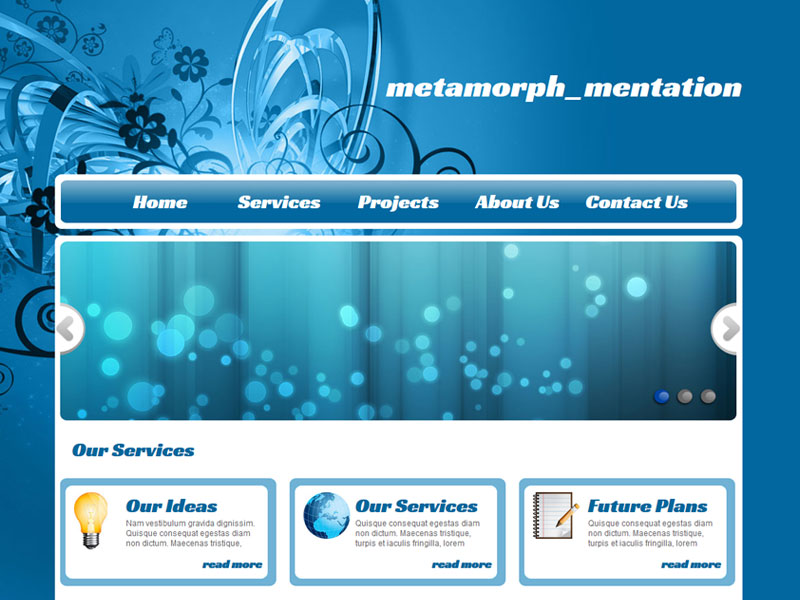 metamorph_mentation
Home Services Projects About Us Contact Us
Our Services
Our Ideas
Nam vestibulum gravida dignissim.
Quisque consequat egestas diam
non dictum. Maecenas tristique,
read more
Our Services
Quisque consequat egestas diam
non dictum. Maecenas tristique,
turpis et iaculis fringilla, lorem
read more
Future Plans
Quisque consequat egestas diam
non dictum. Maecenas tristique,
turpis et iaculis fringilla, lorem
read more